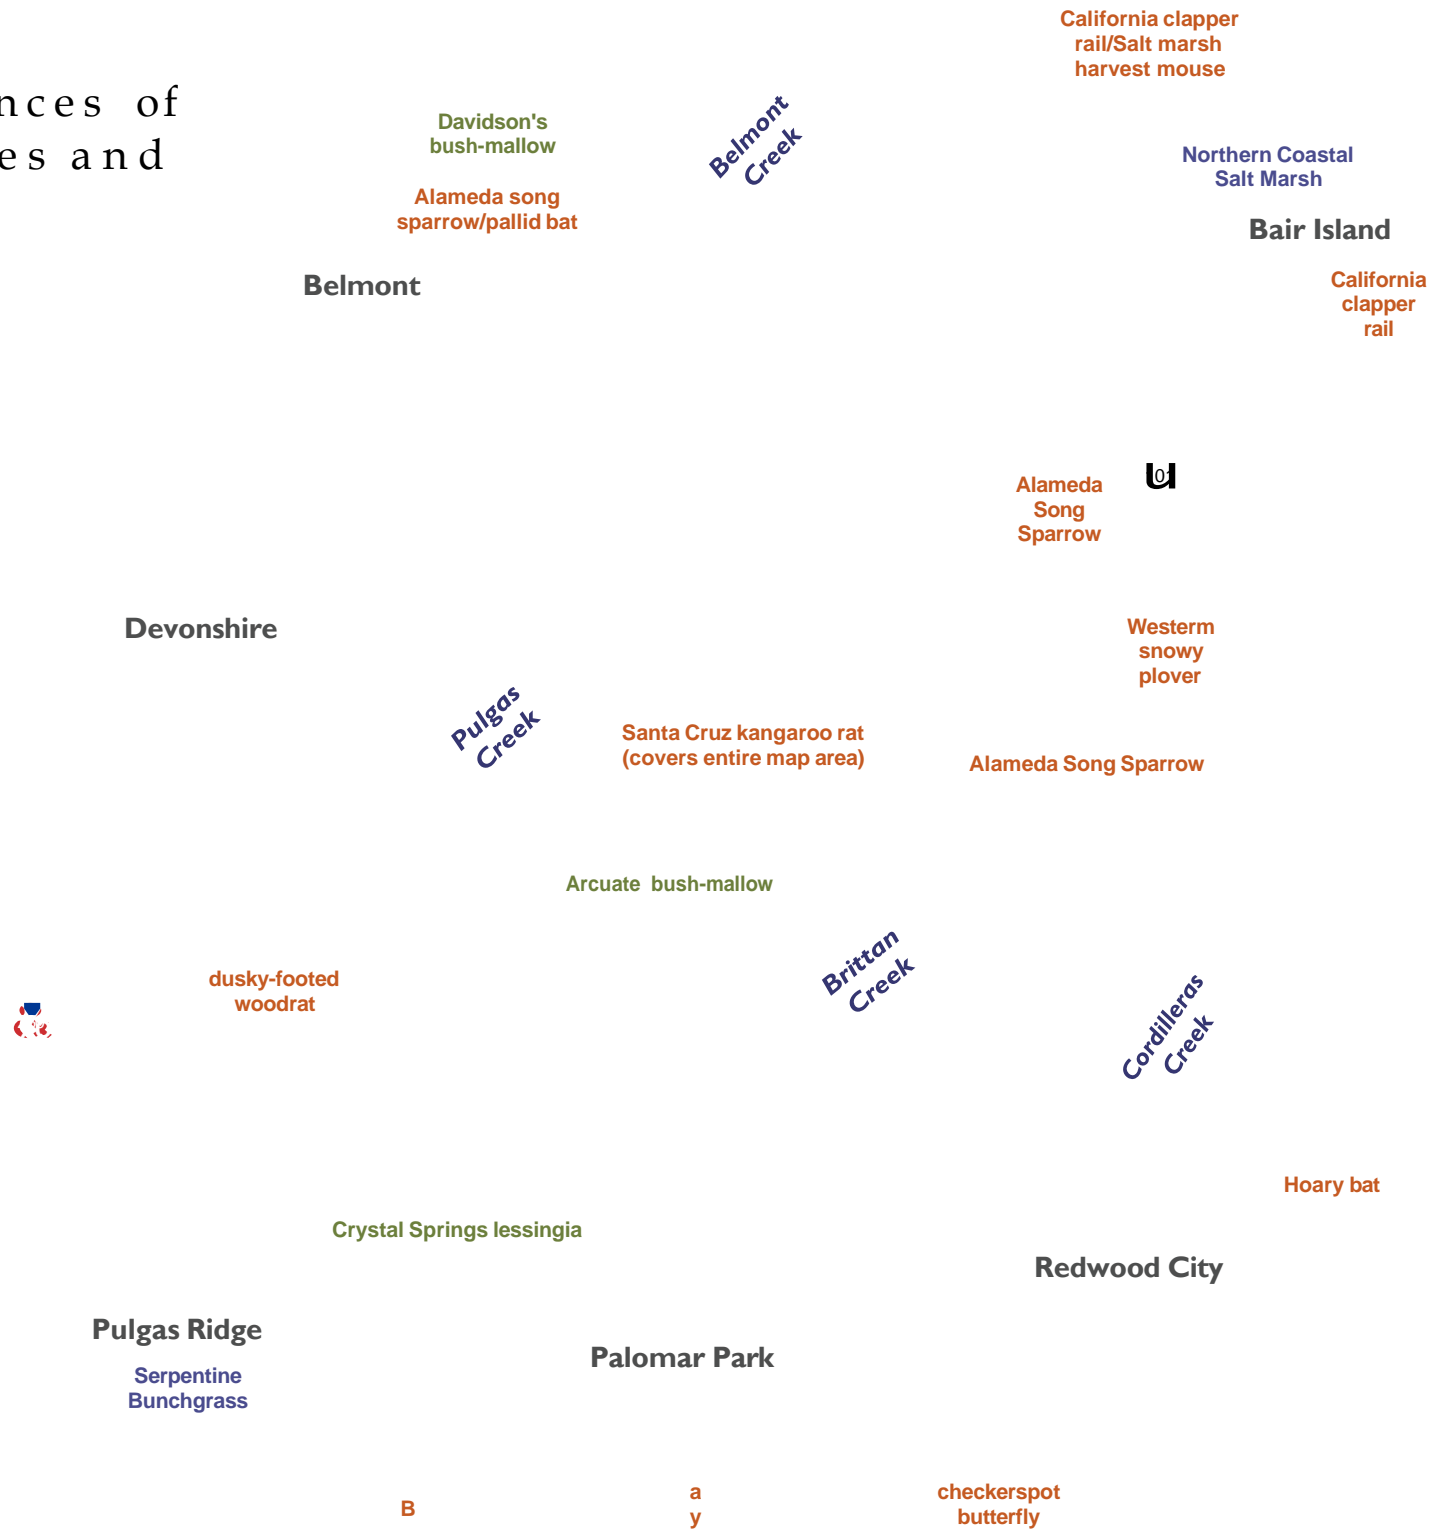 California clapper
rail/Salt marsh
harvest mouse
nces of
es and
Davidson's
bush-mallow
Belmont
Creek
Northern Coastal
Salt Marsh
Alameda song
sparrow/pallid bat
Bair Island
Belmont
California
clapper
rail
Alameda
Song
Sparrow
u
Devonshire
Westerm
snowy
plover
Pulgas
Creek
Santa Cruz kangaroo rat
(covers entire map area)
Alameda Song Sparrow
Arcuate bush-mallow
Brittan
Creek
dusky-footed
woodrat
Cordilleras
Creek
Hoary bat
Crystal Springs lessingia
Redwood City
Pulgas Ridge
Palomar Park
Serpentine
Bunchgrass
B
a
y
checkerspot
butterfly